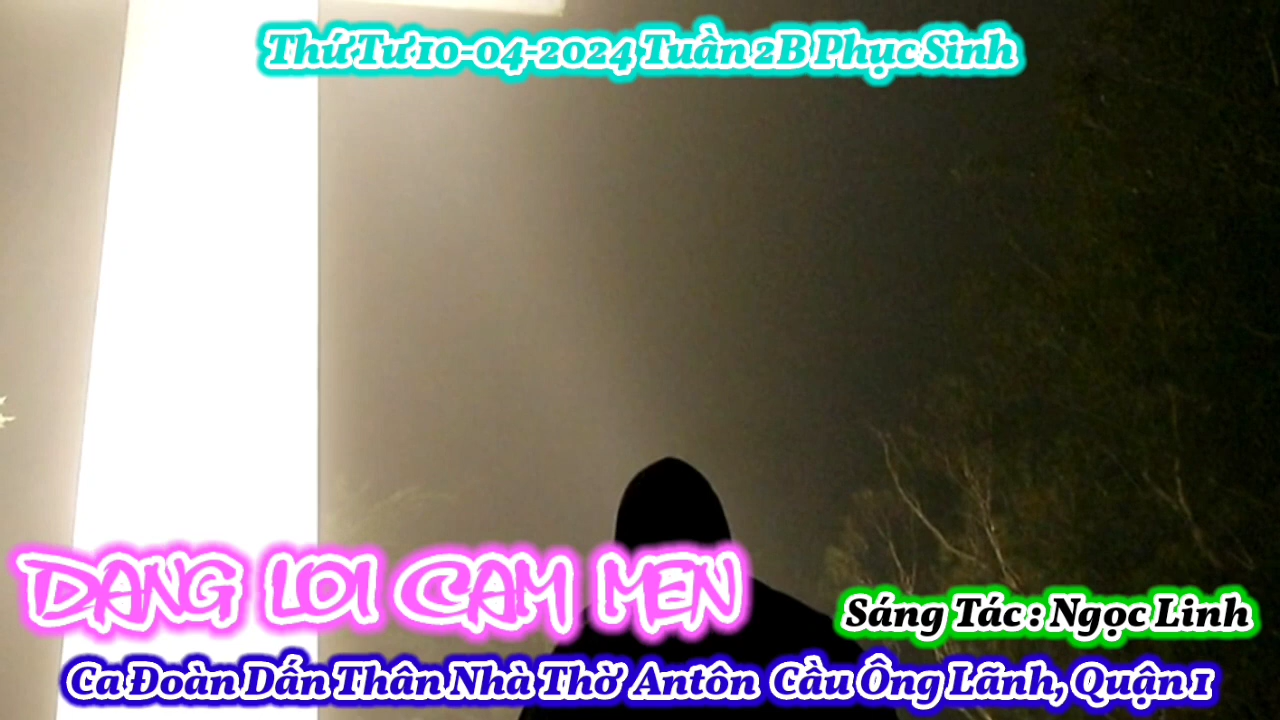 Thứ Tư 10-04-2024 Tuần 2B Phục Sinh
DANG LOI CAM MEN
Sáng Tác : Ngọc Linh
Ca Đoàn Dấn Thân Nhà Thờ Antôn Cầu Ông Lãnh, Quận 1